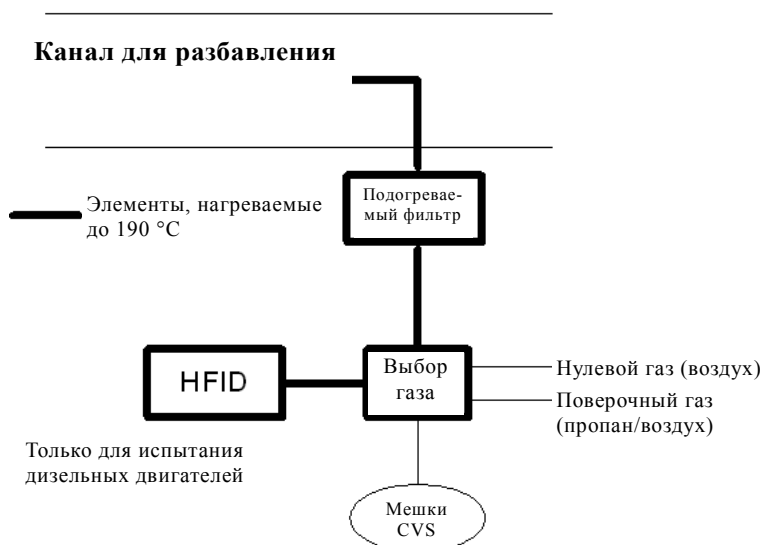 Канал для разбавления
Элементы, нагреваемые
до 190 °C
Подогревае-
мый фильтр
HFID
Выбор
газа
Нулевой газ (воздух)
Поверочный газ
(пропан/воздух)
Только для испытания
дизельных двигателей
Мешки
CVS